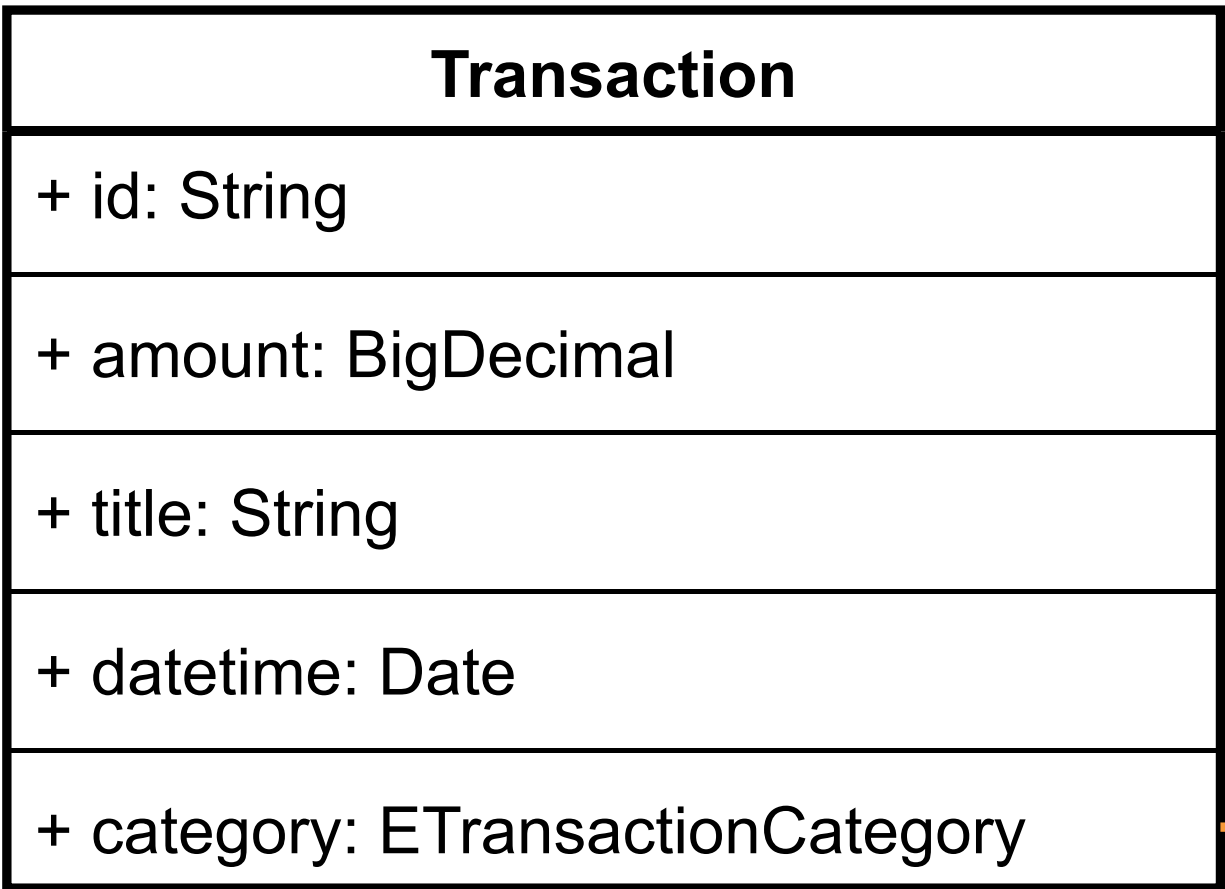 Transaction
+ id: String
+ amount: BigDecimal
+ title: String
+ datetime: Date
+ category: ETransactionCategory